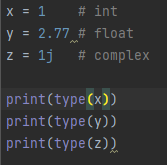 x = 1    # int
y = 2.77 # float
z = 1j   # complex
print(type(x))
print(type(y))
print(type(z))